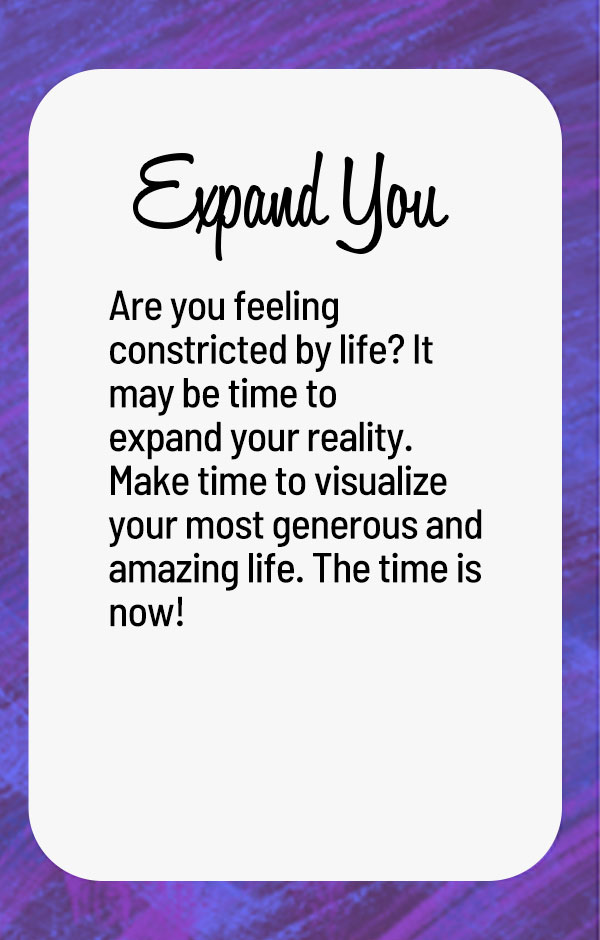 Expand You
Are you feeling
constricted by life? It
may be time to
expand your reality.
Make time to visualize
your most generous and
amazing life. The time is
now!